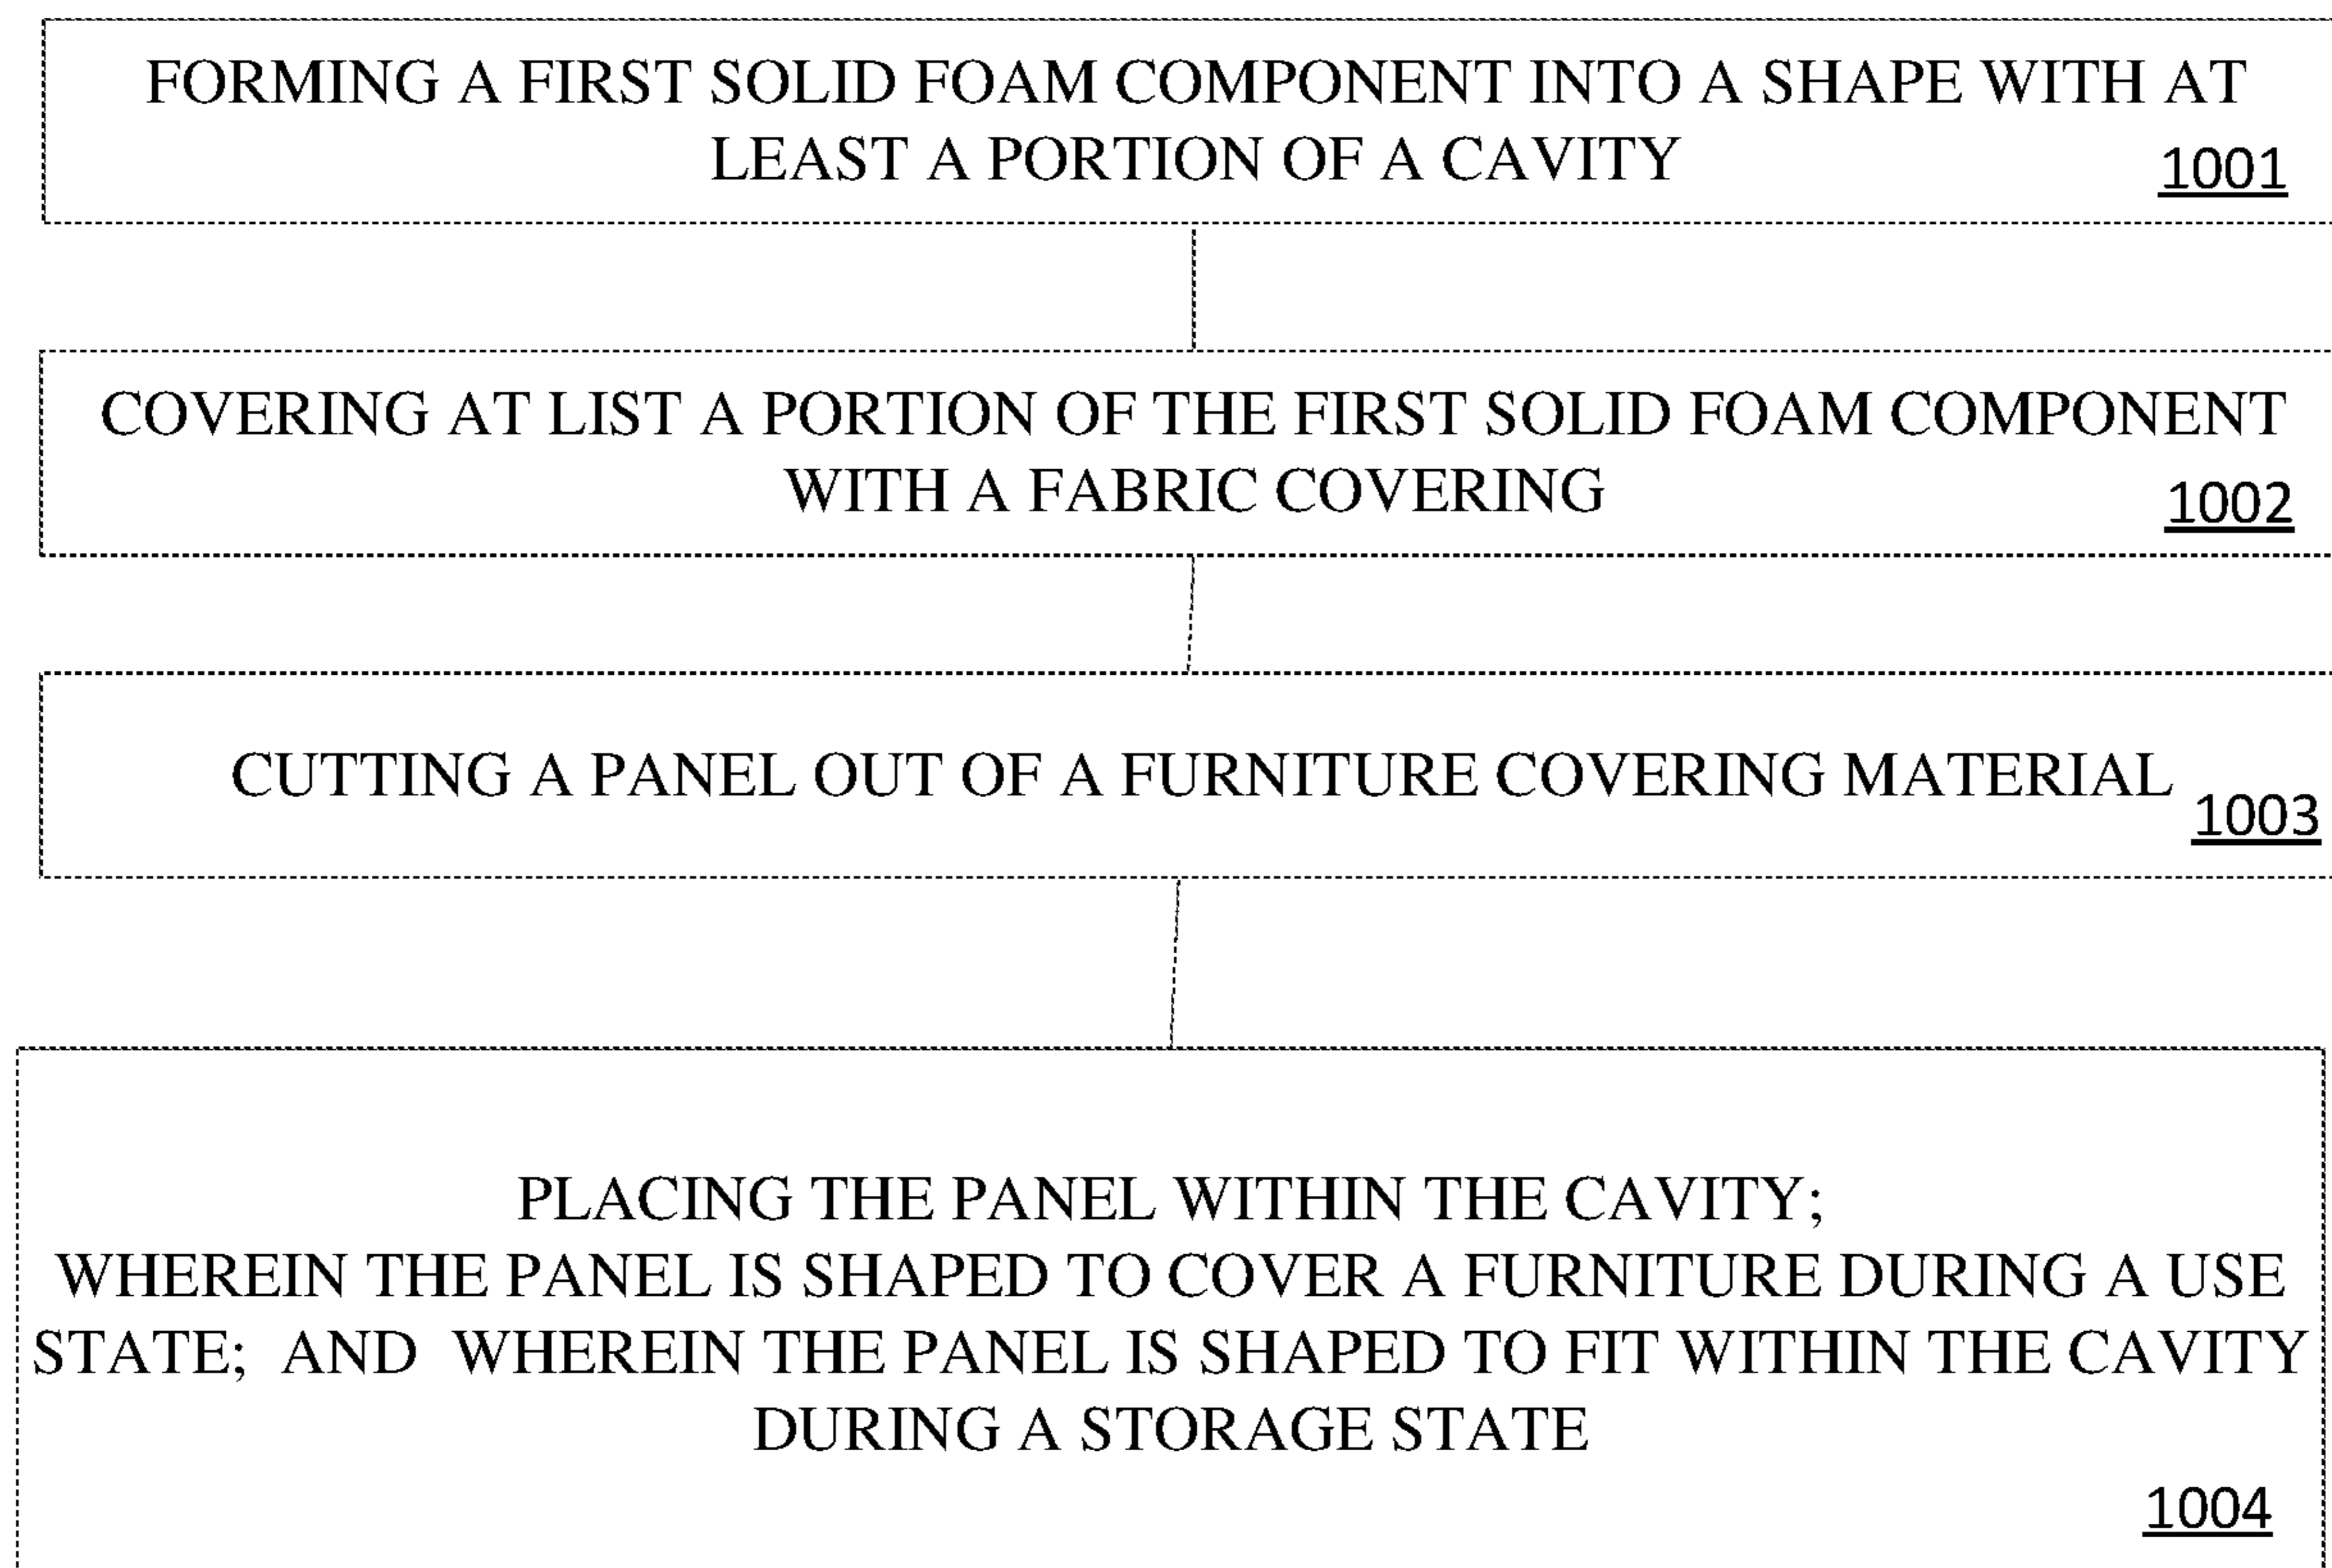 FORMING A FIRST SOLID FOAM COMPONENT INTO A SHAPE WITH AT
LEAST A PORTION OF A CAVITY
1001
COVERING AT LIST A PORTION OF THE FIRST SOLID FOAM COMPONENT
WITH A FABRIC COVERING
1002
CUTTING A PANEL OUT OF A FURNITURE COVERING MATERIAL
1003
PLACING THE PANEL WITHIN THE CAVITY;
WHEREIN THE PANEL IS SHAPED TO COVER A FURNITURE DURING A USE
STATE; AND WHEREIN THE PANEL IS SHAPED TO FIT WITHIN THE CAVITY
DURING A STORAGE STATE
1004